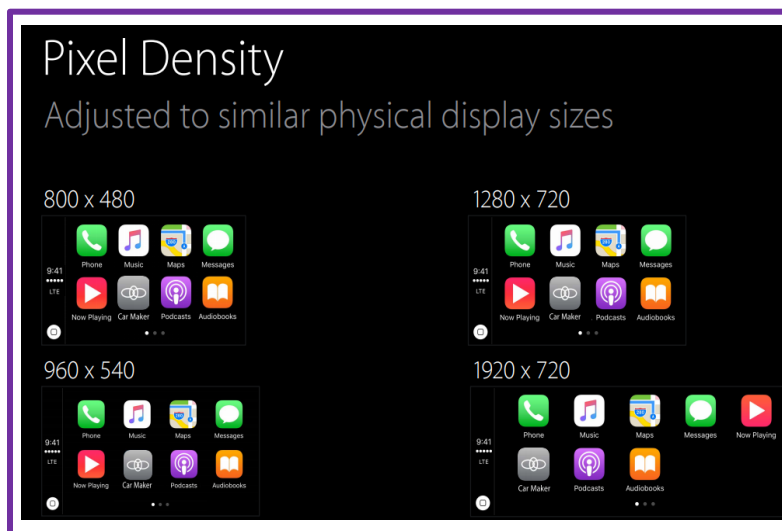 Pixel Density
Adjusted to similar physical display sizes
800 x 480
Phone Music Maps Messages
9:41
LTE
Now Playing Car Maker Podcasts Audiobooks
1280 x 720
Phone Music Maps Messages
9:41
LTE
Now Playing Car Maker Podcasts Audiobooks
960 x 540
Phone Music Maps Messages
9:41
LTE
Now Playing Car Maker Podcasts Audiobooks
1920 x 720
Phone Music Maps Messages Now Playing
9:41
LTE
Car Maker Podcasts Audiobooks